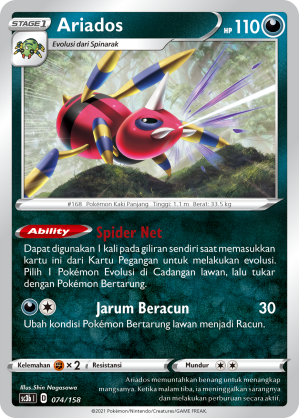 STAGE 1
Ariados
HP 110
Evolusi dari Spinarak
#168 Pokémon Kaki Panjang Tinggi: 1.1 m Berat: 33.5 kg
Ability Spider Net
Dapat digunakan 1 kali pada giliran sendiri saat memasukkan
kartu ini dari Kartu Pegangan untuk melakukan evolusi.
Pilih 1 Pokémon Evolusi di Cadangan lawan, lalu tukar
dengan Pokémon Bertarung.
Jarum Beracun 30
Ubah kondisi Pokémon Bertarung lawan menjadi Racun.
Kelemahan ×2 Resistansi Mundur
Illus. Shin Nagasawa
sc3b I D 074/158
Ariados memuntahkan benang untuk menangkap
mangsanya. Ketika malam tiba, ia meninggalkan sarangnya
dan melakukan perburuan secara aktif.
©2021 Pokémon/Nintendo/Creatures/GAME FREAK.